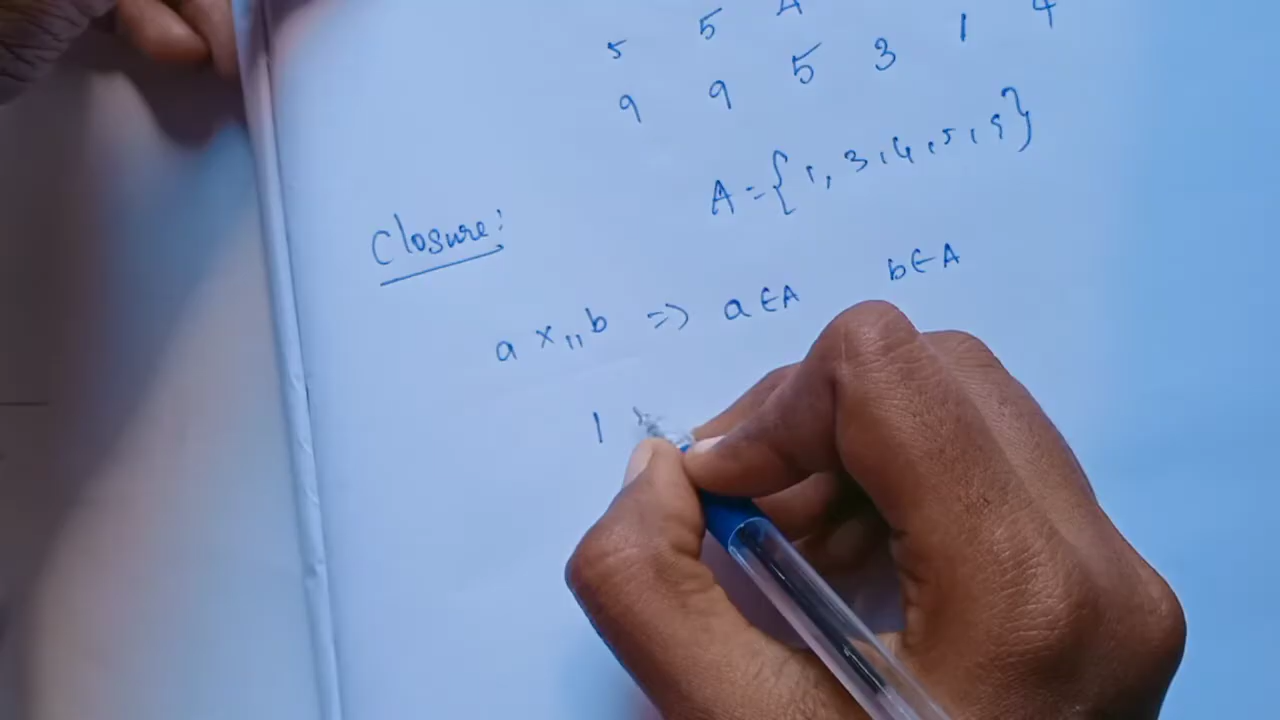 5 5 4
9 9 5 3 1 4
A = {1, 3, 4, 5, 9}
Closure:
a ×₁₁ b => a ∈ A b ∈ A
1